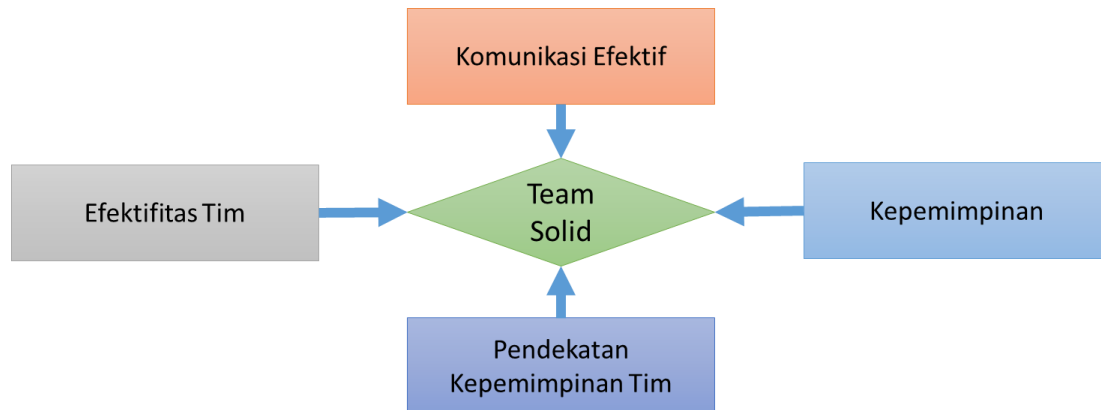 Komunikasi Efektif
Efektifitas Tim
Team
Solid
Kepemimpinan
Pendekatan
Kepemimpinan Tim